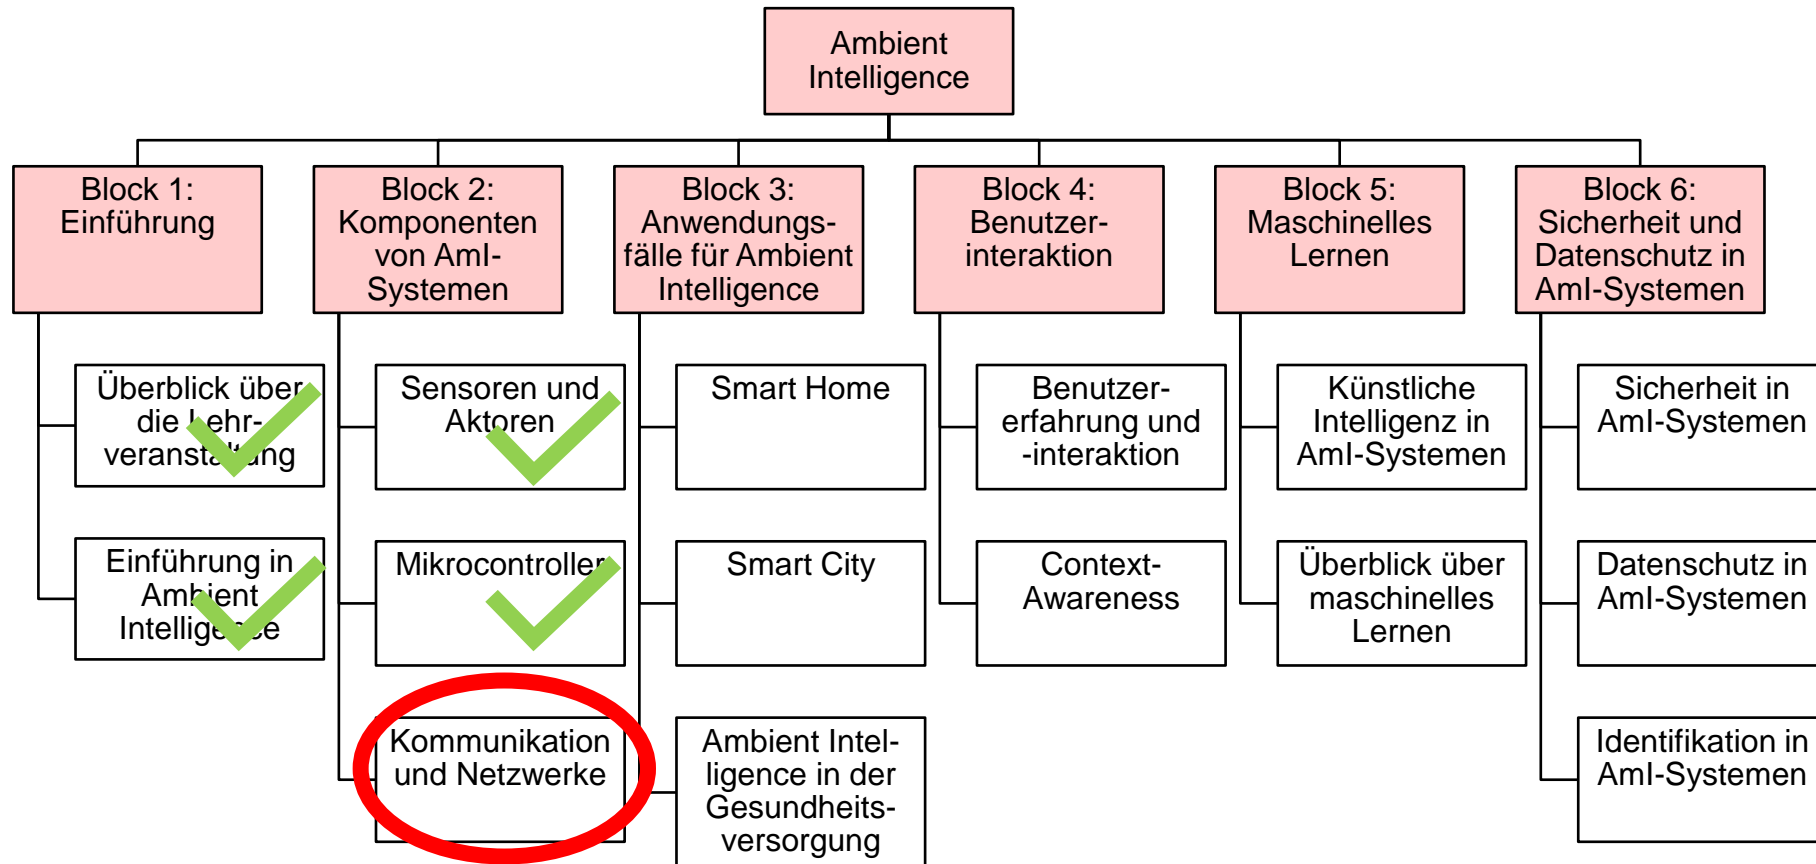 Ambient
Intelligence
Block 1:
Einführung
Block 2:
Komponenten
von AmI-
Systemen
Block 3:
Anwendungs-
fälle für Ambient
Intelligence
Block 4:
Benutzer-
interaktion
Block 5:
Maschinelles
Lernen
Block 6:
Sicherheit und
Datenschutz in
AmI-Systemen
Überblick über
die Lehr-
veranstaltung
Einführung in
Ambient
Intelligence
Sensoren und
Aktoren
Mikrocontroller
Kommunikation
und Netzwerke
Smart Home
Smart City
Ambient Intel-
ligence in der
Gesundheits-
versorgung
Benutzer-
erfahrung und
-interaktion
Context-
Awareness
Künstliche
Intelligenz in
AmI-Systemen
Überblick über
maschinelles
Lernen
Sicherheit in
AmI-Systemen
Datenschutz in
AmI-Systemen
Identifikation in
AmI-Systemen